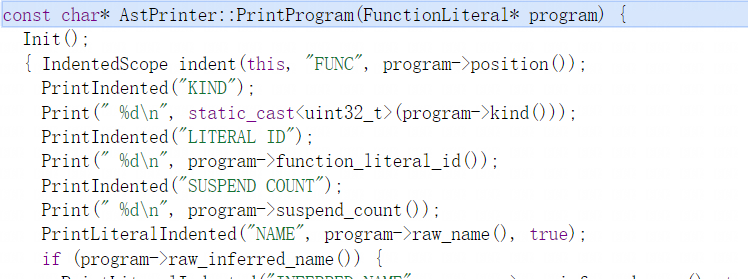 const char* AstPrinter::PrintProgram(FunctionLiteral* program) {
Init();
{ IndentedScope indent(this, "FUNC", program->position());
PrintIndented("KIND");
Print(" %d\n", static_cast<uint32_t>(program->kind()));
PrintIndented("LITERAL ID");
Print(" %d\n", program->function_literal_id());
PrintIndented("SUSPEND COUNT");
Print(" %d\n", program->suspend_count());
PrintLiteralIndented("NAME", program->raw_name(), true);
if (program->raw_inferred_name()) {